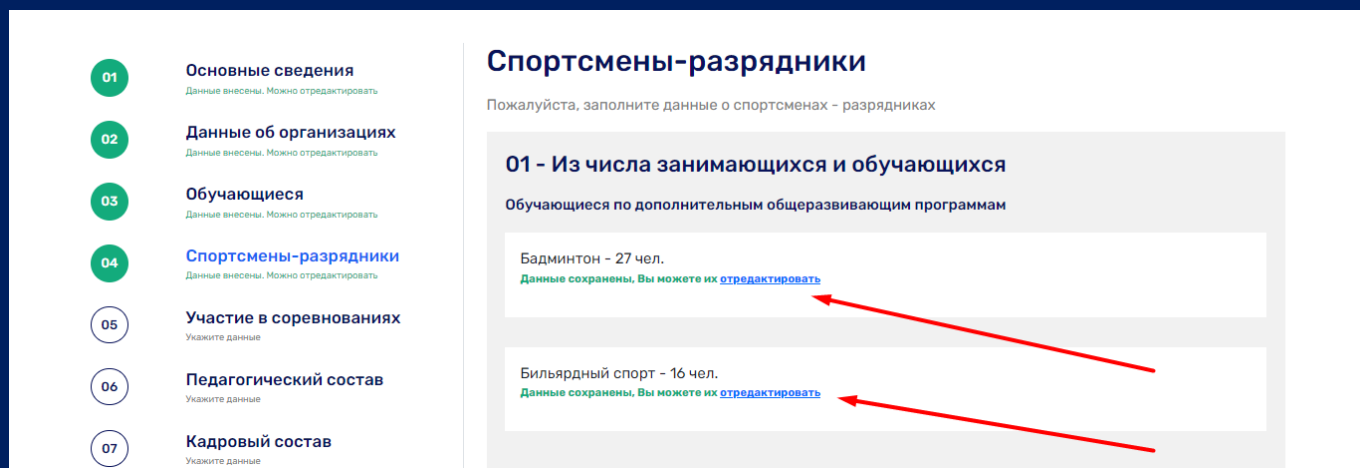 01
Основные сведения
Данные внесены. Можно отредактировать
02
Данные об организациях
Данные внесены. Можно отредактировать
03
Обучающиеся
Данные внесены. Можно отредактировать
04
Спортсмены-разрядники
Данные внесены. Можно отредактировать
05
Участие в соревнованиях
Укажите данные
06
Педагогический состав
Укажите данные
07
Кадровый состав
Укажите данные
Спортсмены-разрядники
Пожалуйста, заполните данные о спортсменах - разрядниках
01 - Из числа занимающихся и обучающихся
Обучающиеся по дополнительным общеразвивающим программам
Бадминтон - 27 чел.
Данные сохранены, Вы можете их отредактировать
Бильярдный спорт - 16 чел.
Данные сохранены, Вы можете их отредактировать